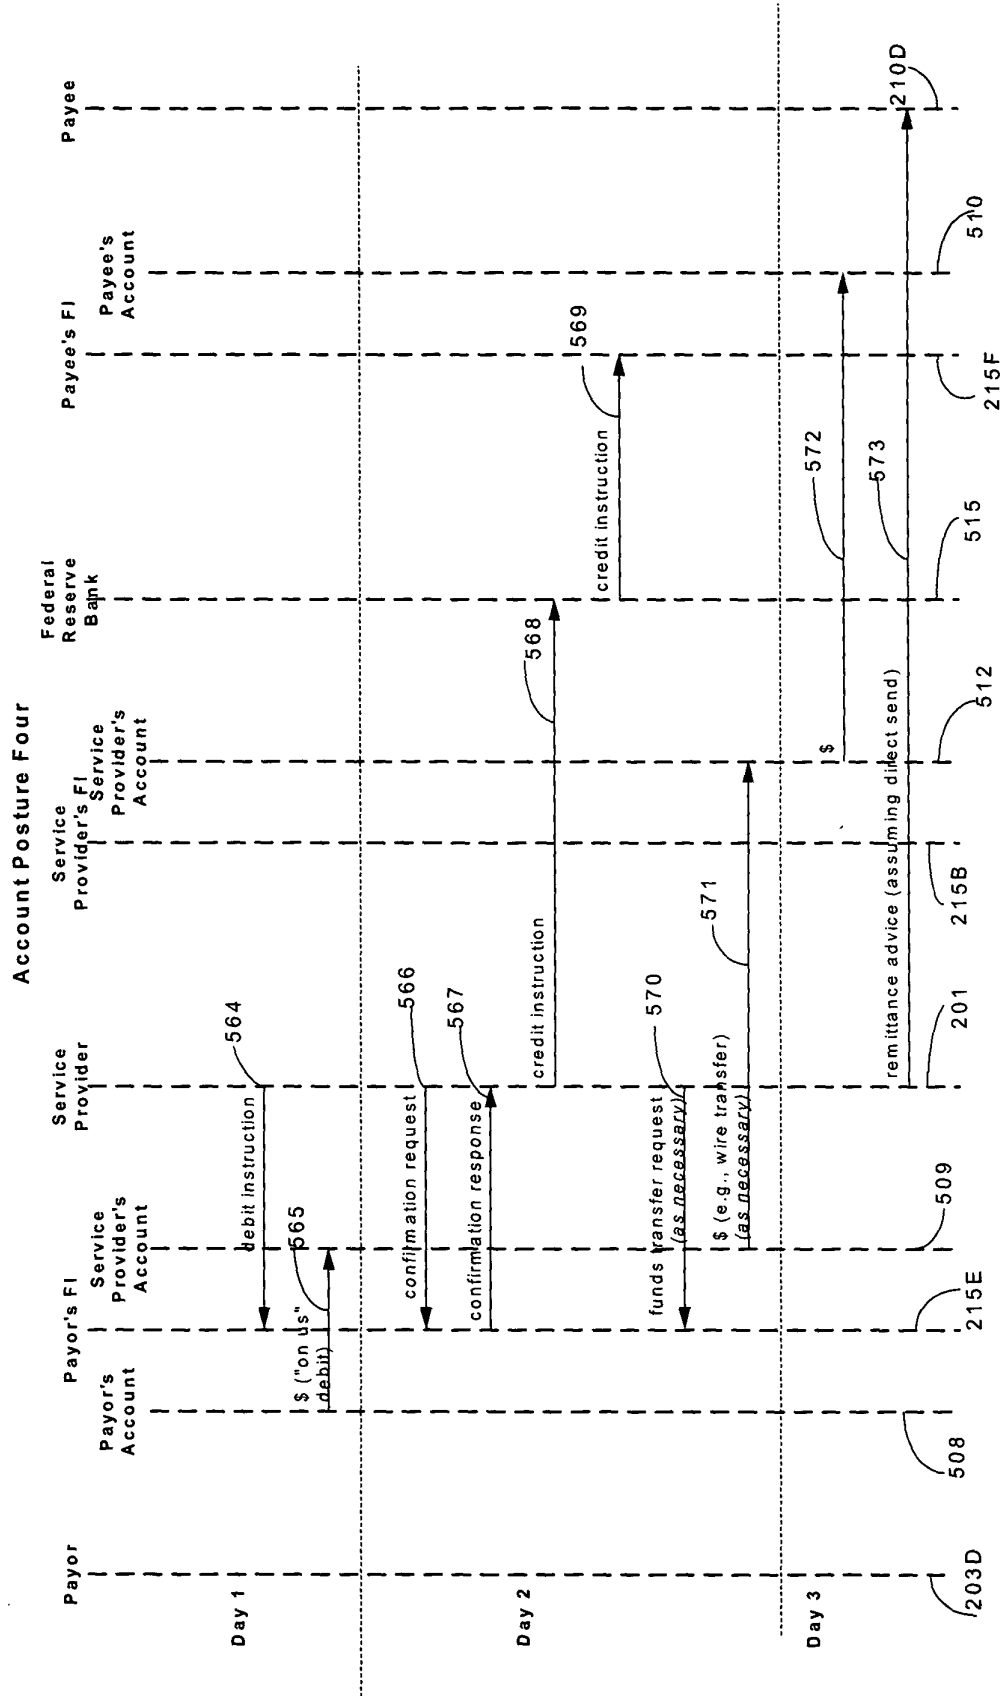 Account Posture Four
Payor
Payor's
Account
Payor's FI
Service
Provider's
Account
Service
Provider
Service
Provider's FI
Service
Provider's
Account
Federal
Reserve
Bank
Payee's FI
Payee's
Account
Payee
Day 1
debit instruction
564
$ ("on us"
debit)
565
Day 2
confirmation request
566
confirmation response
567
credit instruction
568
credit instruction
569
funds transfer request
(as necessary)
570
$ (e.g., wire transfer)
(as necessary)
571
Day 3
$
572
remittance advice (assuming direct send)
573
203D
508
215E
509
201
215B
512
515
215F
510
210D